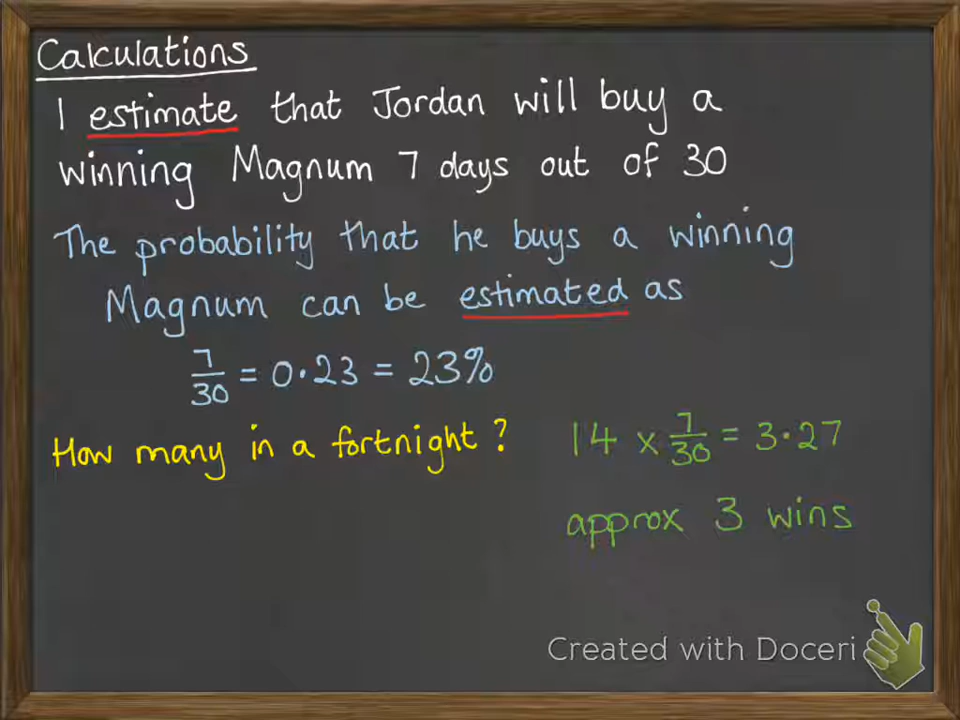 Calculations
I estimate that Jordan will buy a
winning Magnum 7 days out of 30
The probability that he buys a winning
Magnum can be estimated as
7/30 = 0·23 = 23%
How many in a fortnight?
14 x 7/30 = 3·27
approx 3 wins
Created with Doceri